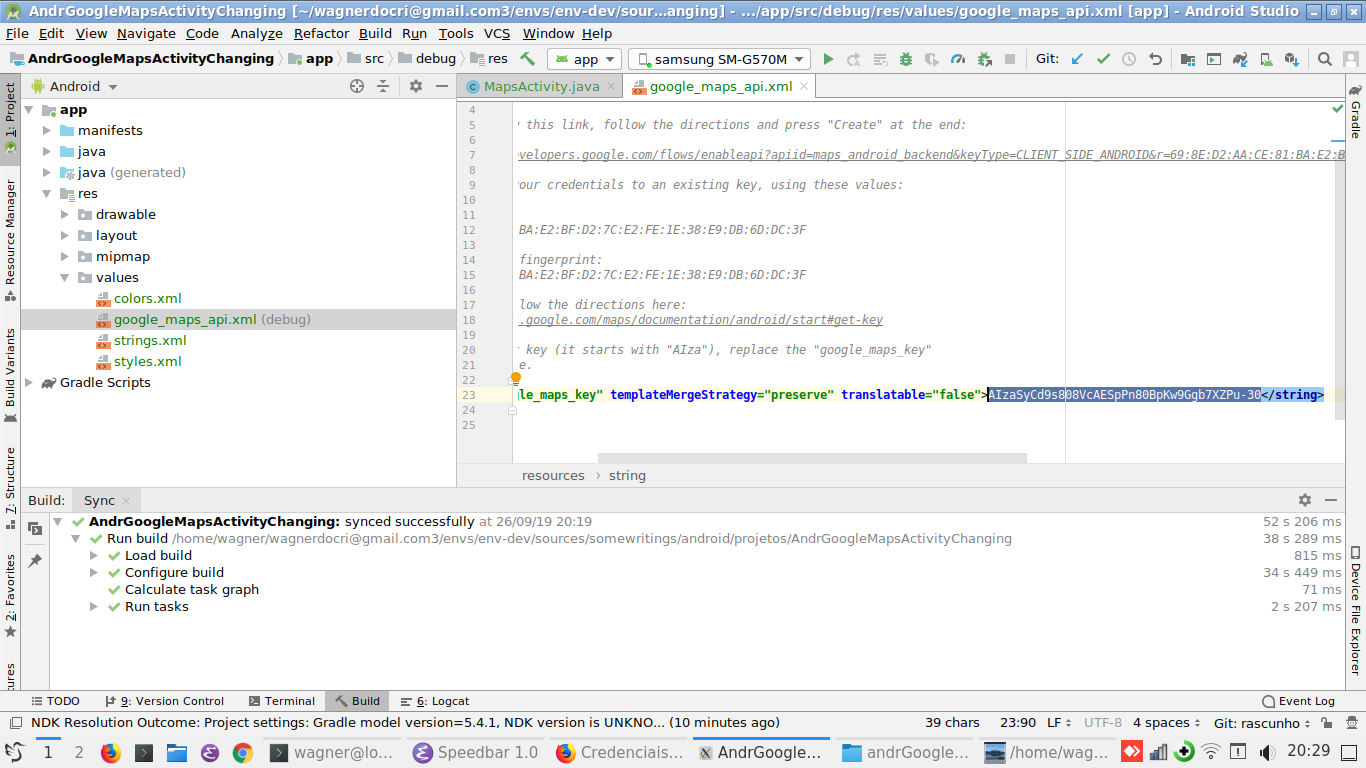 AndrGoogleMapsActivityChanging [~/wagnerdocri@gmail.com3/envs/env-dev/sour...anging] - .../app/src/debug/res/values/google_maps_api.xml [app] - Android Studio
File Edit View Navigate Code Analyze Refactor Build Run Tools VCS Window Help
AndrGoogleMapsActivityChanging app src debug res app samsung SM-G570M Git:
1: Project
Resource Manager
Build Variants
7: Structure
2: Favorites
Android
app
manifests
java
java (generated)
res
drawable
layout
mipmap
values
colors.xml
google_maps_api.xml (debug)
strings.xml
styles.xml
Gradle Scripts
MapsActivity.java google_maps_api.xml
4
5 this link, follow the directions and press "Create" at the end:
6
7 velopers.google.com/flows/enableapi?apiid=maps_android_backend&keyType=CLIENT_SIDE_ANDROID&r=69:8E:D2:AA:CE:81:BA:E2:B
8
9 our credentials to an existing key, using these values:
10
11
12 BA:E2:BF:D2:7C:E2:FE:1E:38:E9:DB:6D:DC:3F
13
14 fingerprint:
15 BA:E2:BF:D2:7C:E2:FE:1E:38:E9:DB:6D:DC:3F
16
17 low the directions here:
18 .google.com/maps/documentation/android/start#get-key
19
20 key (it starts with "AIza"), replace the "google_maps_key"
21 e.
22
23 le_maps_key" templateMergeStrategy="preserve" translatable="false">AIzaSyCd9s808VcAESpPn80BpKw9Ggb7XZPu-30</string>
24
25
resources › string
Gradle
Device File Explorer
Build: Sync
AndrGoogleMapsActivityChanging: synced successfully at 26/09/19 20:19 52 s 206 ms
Run build /home/wagner/wagnerdocri@gmail.com3/envs/env-dev/sources/somewritings/android/projetos/AndrGoogleMapsActivityChanging 38 s 289 ms
Load build 815 ms
Configure build 34 s 449 ms
Calculate task graph 71 ms
Run tasks 2 s 207 ms
TODO 9: Version Control Terminal Build 6: Logcat Event Log
NDK Resolution Outcome: Project settings: Gradle model version=5.4.1, NDK version is UNKNO... (10 minutes ago) 39 chars 23:90 LF UTF-8 4 spaces Git: rascunho
1 2 wagner@lo... Speedbar 1.0 Credenciais... AndrGoogle... andrGoogle... /home/wag... 20:29